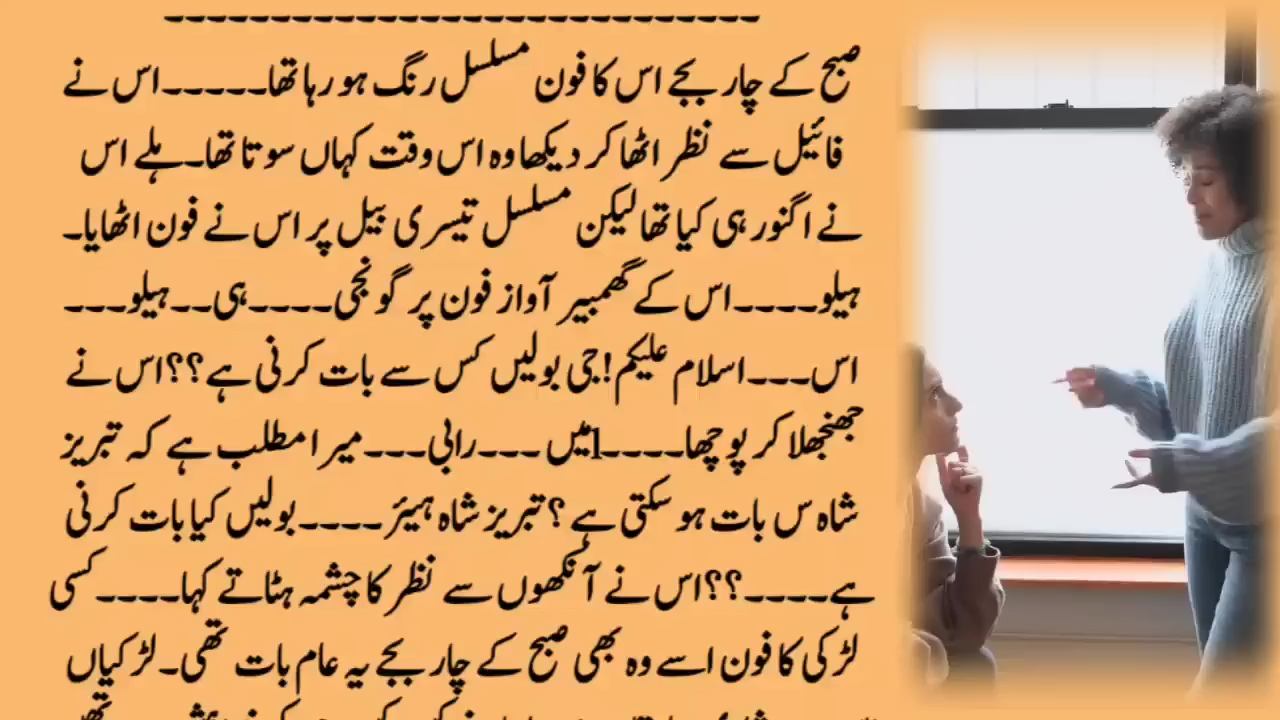 صبح کے چار بجے اس کا فون مسلسل رنگ ہو رہا تھا۔۔۔۔۔اس نے
فائیل سے نظر اٹھا کر دیکھا وہ اس وقت کہاں سوتا تھا۔ہلے اس
نے اگنور ہی کیا تھا لیکن مسلسل تیسری بیل پر اس نے فون اٹھایا۔
ہیلو۔۔۔۔اس کے گھمبیر آواز فون پر گونجی۔۔۔۔ہی۔۔ہیلو۔۔۔
اس۔۔۔اسلام علیکم!جی بولیں کس سے بات کرنی ہے؟؟اس نے
جھنجھلا کر پوچھا۔۔۔۔1میں۔۔۔رابی۔۔۔میرا مطلب ہے کہ تبریز
شاہ س بات ہو سکتی ہے ؟ تبریز شاہ ہیئر۔۔۔۔بولیں کیا بات کرنی
ہے۔۔۔۔؟؟اس نے آنکھوں سے نظر کا چشمہ ہٹاتے کہا۔۔۔۔کسی
لڑکی کا فون اسے وہ بھی صبح کے چار بجے یہ عام بات تھی۔لڑکیاں